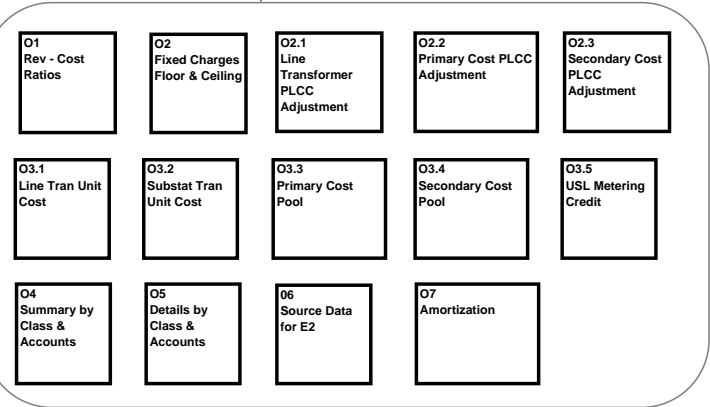 O1
Rev - Cost
Ratios
O2
Fixed Charges
Floor & Ceiling
O2.1
Line
Transformer
PLCC
Adjustment
O2.2
Primary Cost PLCC
Adjustment
O2.3
Secondary Cost
PLCC
Adjustment
O3.1
Line Tran Unit
Cost
O3.2
Substat Tran
Unit Cost
O3.3
Primary Cost
Pool
O3.4
Secondary Cost
Pool
O3.5
USL Metering
Credit
O4
Summary by
Class &
Accounts
O5
Details by
Class &
Accounts
06
Source Data
for E2
O7
Amortization